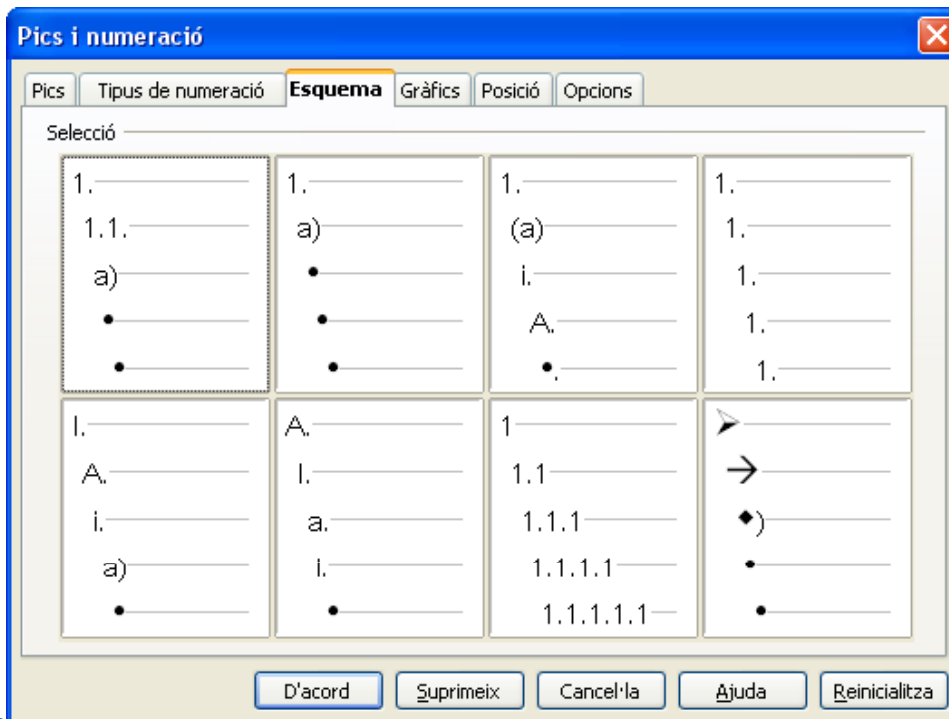 Pics i numeració
Pics Tipus de numeració Esquema Gràfics Posició Opcions
Selecció
1. 1. 1. 1.
1.1. a) (a) 1.
a) • i. 1.
• • A. 1.
• • •. 1.
I. A. 1 ➢
A. I. 1.1 →
i. a. 1.1.1 ◆)
a) i. 1.1.1.1 •
• • 1.1.1.1.1 •
D'acord Suprimeix Cancel·la Ajuda Reinicialitza